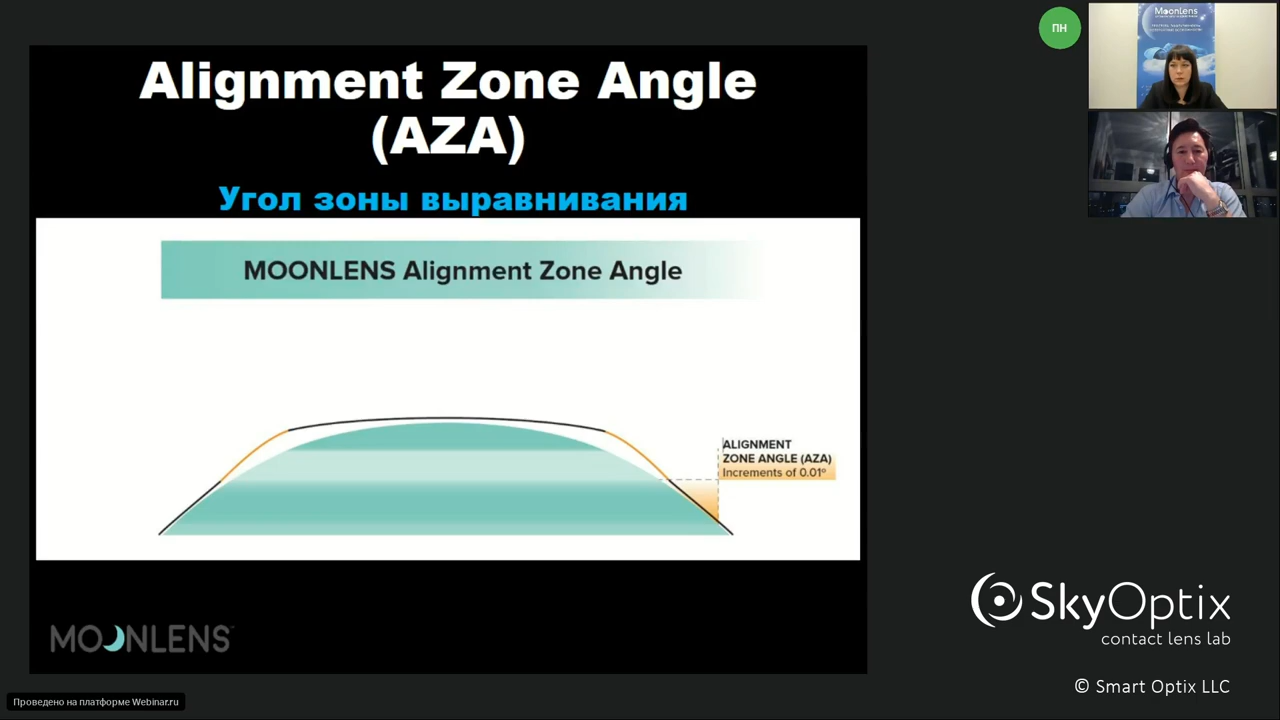 Alignment Zone Angle
(AZA)
Угол зоны выравнивания
MOONLENS Alignment Zone Angle
ALIGNMENT
ZONE ANGLE (AZA)
Increments of 0.01º
MOONLENS
ПН
Moonlens
SkyOptix
contact lens lab
© Smart Optix LLC
Проведено на платформе Webinar.ru